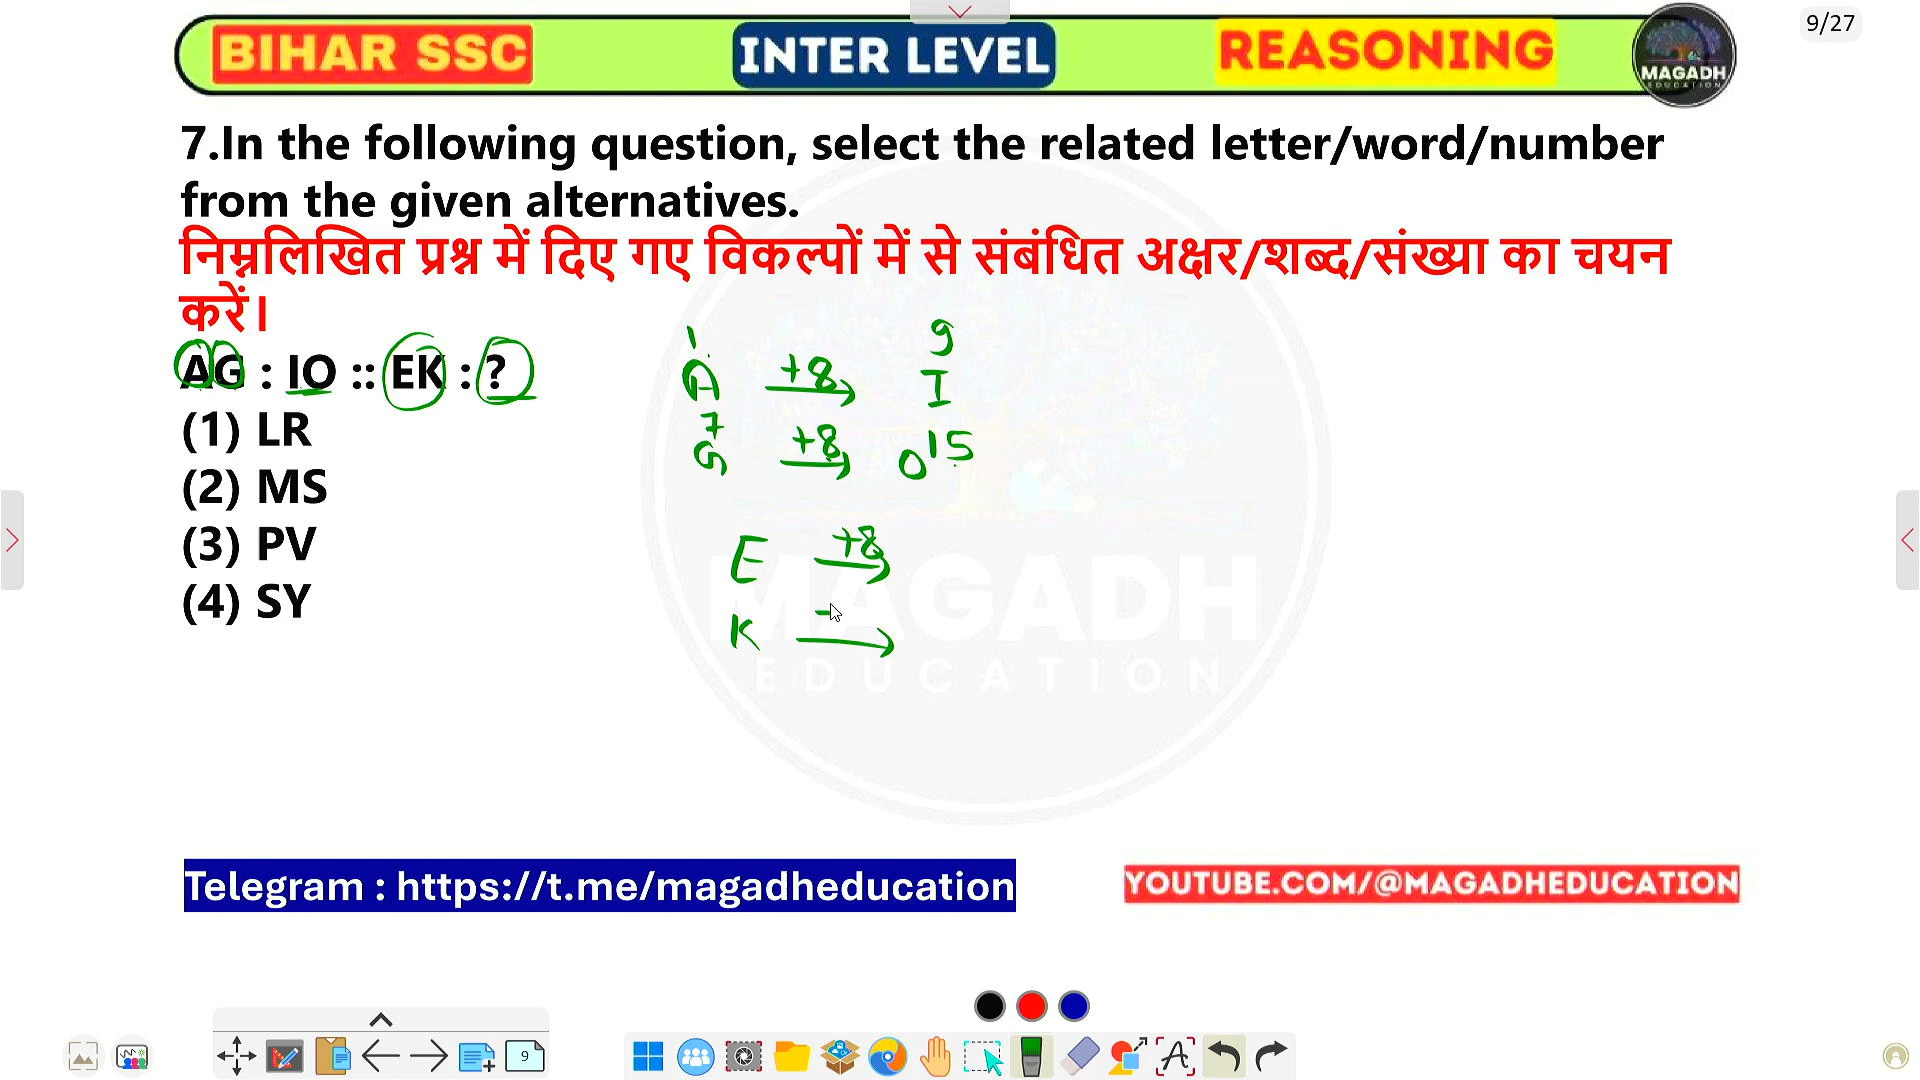 BIHAR SSC INTER LEVEL REASONING
MAGADH
EDUCATION
9/27
7.In the following question, select the related letter/word/number
from the given alternatives.
निम्नलिखित प्रश्न में दिए गए विकल्पों में से संबंधित अक्षर/शब्द/संख्या का चयन
करें।
AG : IO :: EK : ?
(1) LR
(2) MS
(3) PV
(4) SY
1 9
A +8 I
7
G +8 O 15
E +8
K
MAGADH
EDUCATION
Telegram : https://t.me/magadheducation
YOUTUBE.COM/@MAGADHEDUCATION
9